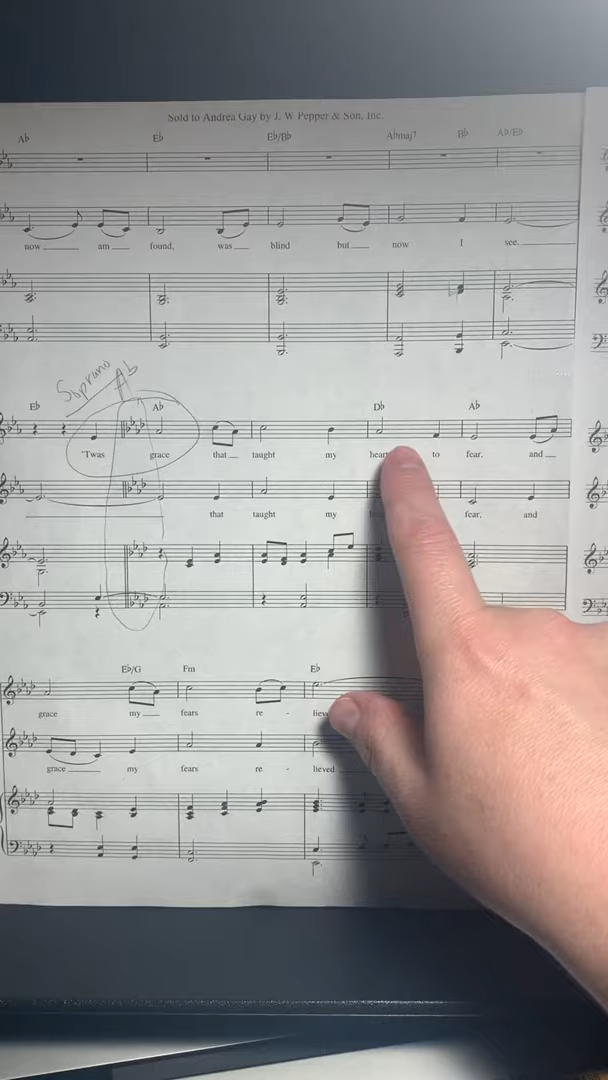 Sold to Andrea Gay by J. W Pepper & Son, Inc.
Ab Eb Eb/Bb Abmaj7 Bb Ab/Eb
now am found, was blind but now I see.
Soprano Ab
Eb Ab Db Ab
'Twas grace that taught my to fear. and
that taught my fear, and
Eb/G Fm Eb
grace my fears re -
grace my fears re - lieved